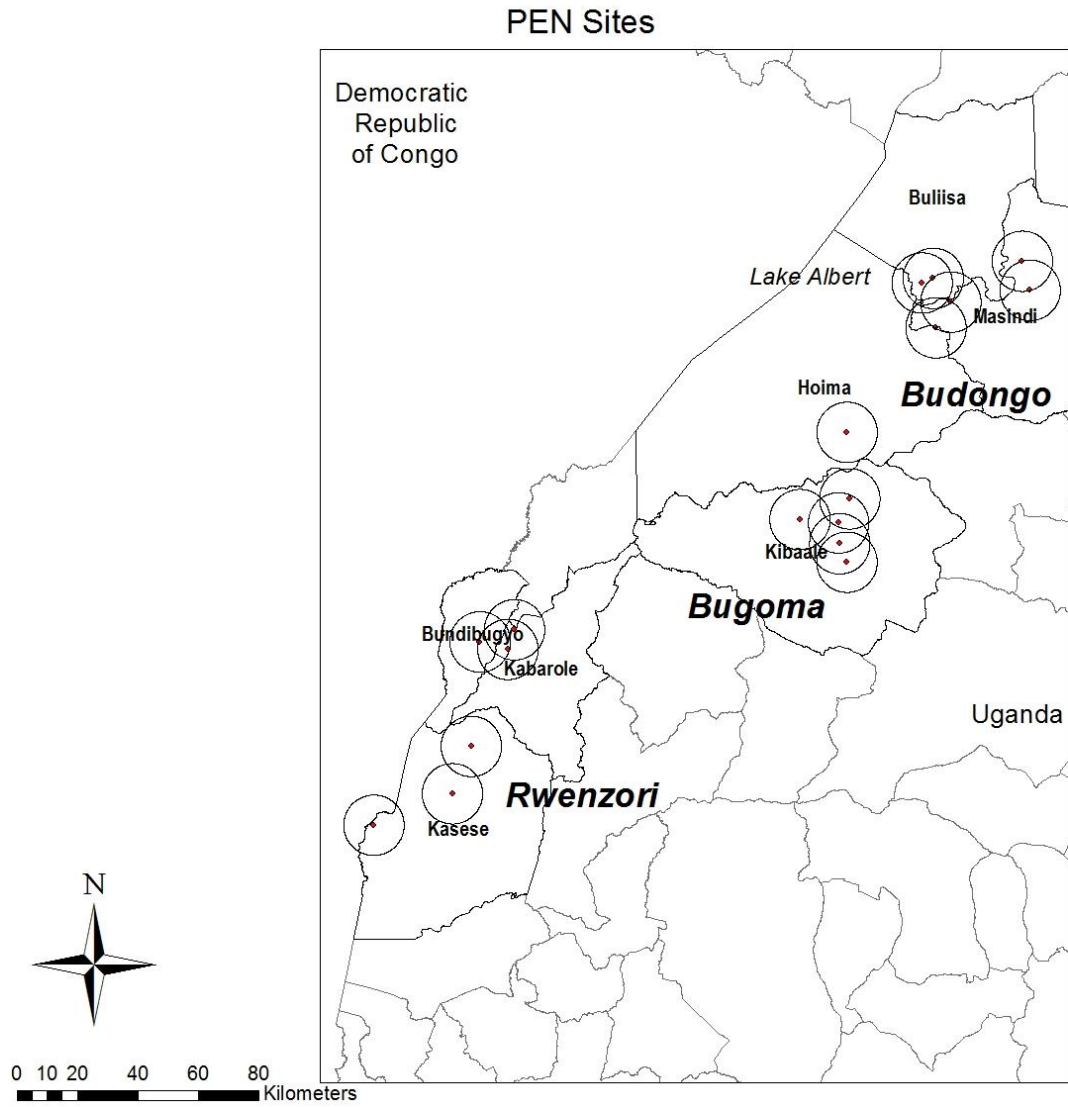 PEN Sites
Democratic
Republic
of Congo
Buliisa
Lake Albert
Masindi
Hoima
Budongo
Kibaale
Bugoma
Bundibugyo
Kabarole
Uganda
Rwenzori
Kasese
N
0 10 20 40 60 80
Kilometers